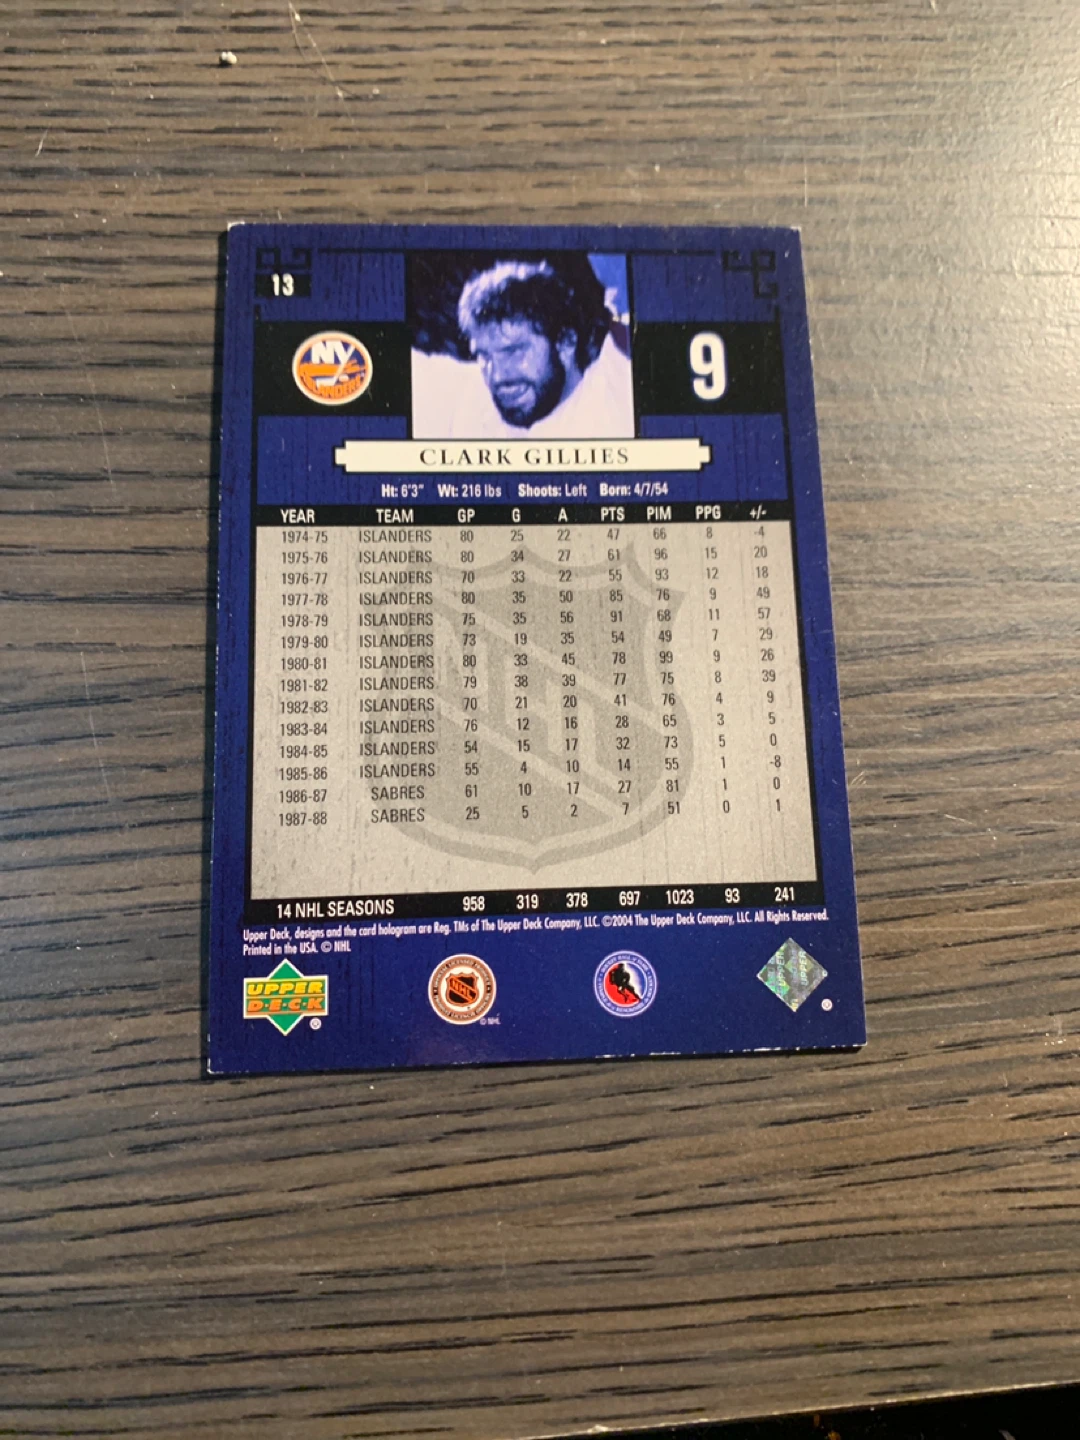 13
NY
ISLANDERS
9
CLARK GILLIES
Ht: 6'3" Wt: 216 lbs Shoots: Left Born: 4/7/54
YEAR TEAM GP G A PTS PIM PPG +/-
1974-75 ISLANDERS 80 25 22 47 66 8 -4
1975-76 ISLANDERS 80 34 27 61 96 15 20
1976-77 ISLANDERS 70 33 22 55 93 12 18
1977-78 ISLANDERS 80 35 50 85 76 9 49
1978-79 ISLANDERS 75 35 56 91 68 11 57
1979-80 ISLANDERS 73 19 35 54 49 7 29
1980-81 ISLANDERS 80 33 45 78 99 9 26
1981-82 ISLANDERS 79 38 39 77 75 8 39
1982-83 ISLANDERS 70 21 20 41 76 4 9
1983-84 ISLANDERS 76 12 16 28 65 3 5
1984-85 ISLANDERS 54 15 17 32 73 5 0
1985-86 ISLANDERS 55 4 10 14 55 1 -8
1986-87 SABRES 61 10 17 27 81 1 0
1987-88 SABRES 25 5 2 7 51 0 1
14 NHL SEASONS 958 319 378 697 1023 93 241
Upper Deck, designs and the card hologram are Reg. TMs of The Upper Deck Company, LLC. ©2004 The Upper Deck Company, LLC. All Rights Reserved.
Printed in the USA. © NHL
UPPER
DECK
®
NHL
© NHL
UPPER
®